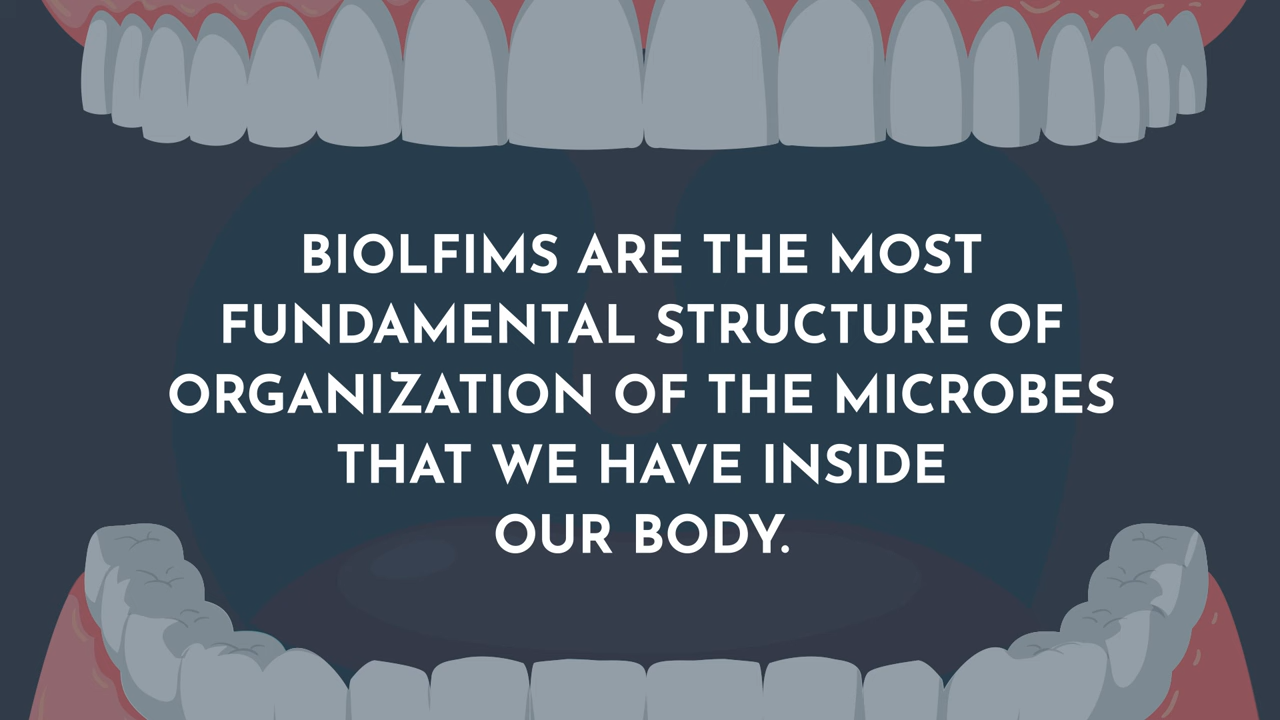 BIOLFIMS ARE THE MOST
FUNDAMENTAL STRUCTURE OF
ORGANIZATION OF THE MICROBES
THAT WE HAVE INSIDE
OUR BODY.